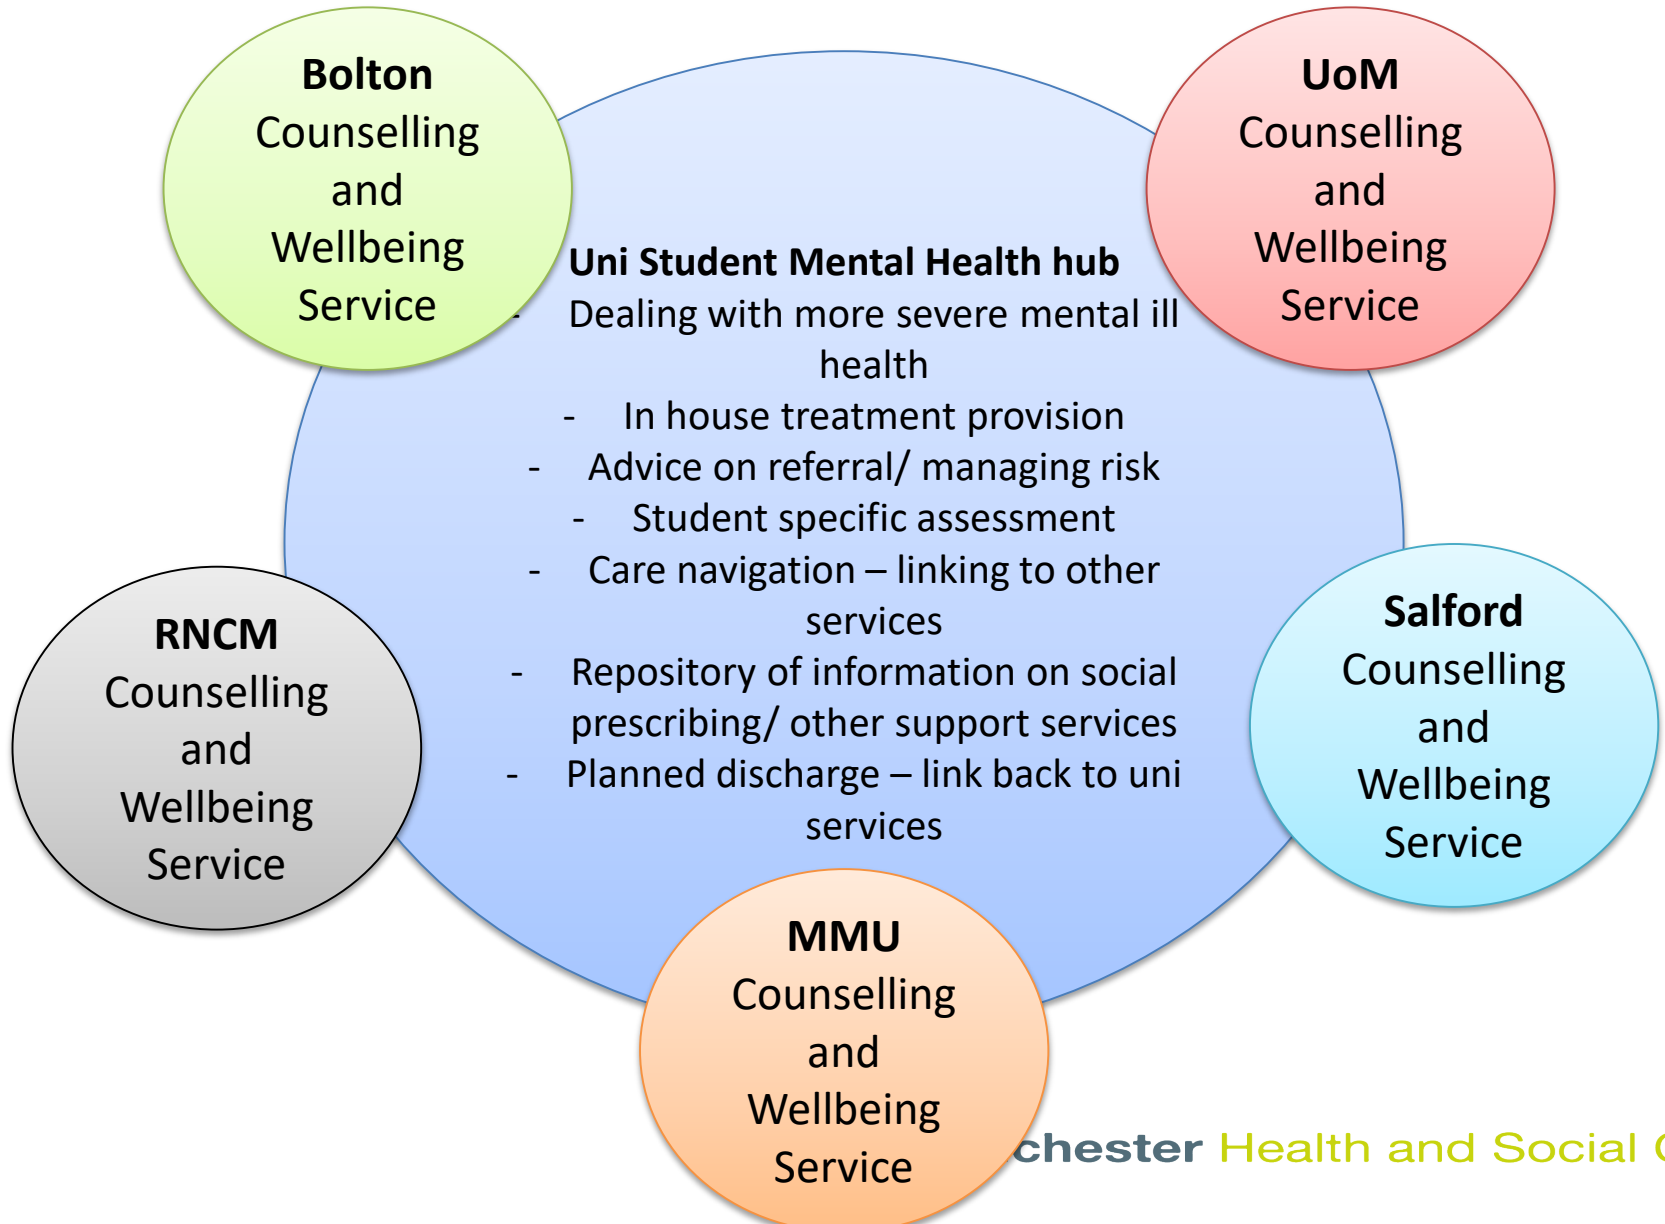 Bolton
Counselling
and
Wellbeing
Service
UoM
Counselling
and
Wellbeing
Service
Uni Student Mental Health hub
- Dealing with more severe mental ill
health
- In house treatment provision
- Advice on referral/ managing risk
- Student specific assessment
- Care navigation – linking to other
services
- Repository of information on social
prescribing/ other support services
- Planned discharge – link back to uni
services
RNCM
Counselling
and
Wellbeing
Service
Salford
Counselling
and
Wellbeing
Service
MMU
Counselling
and
Wellbeing
Service
chester Health and Social